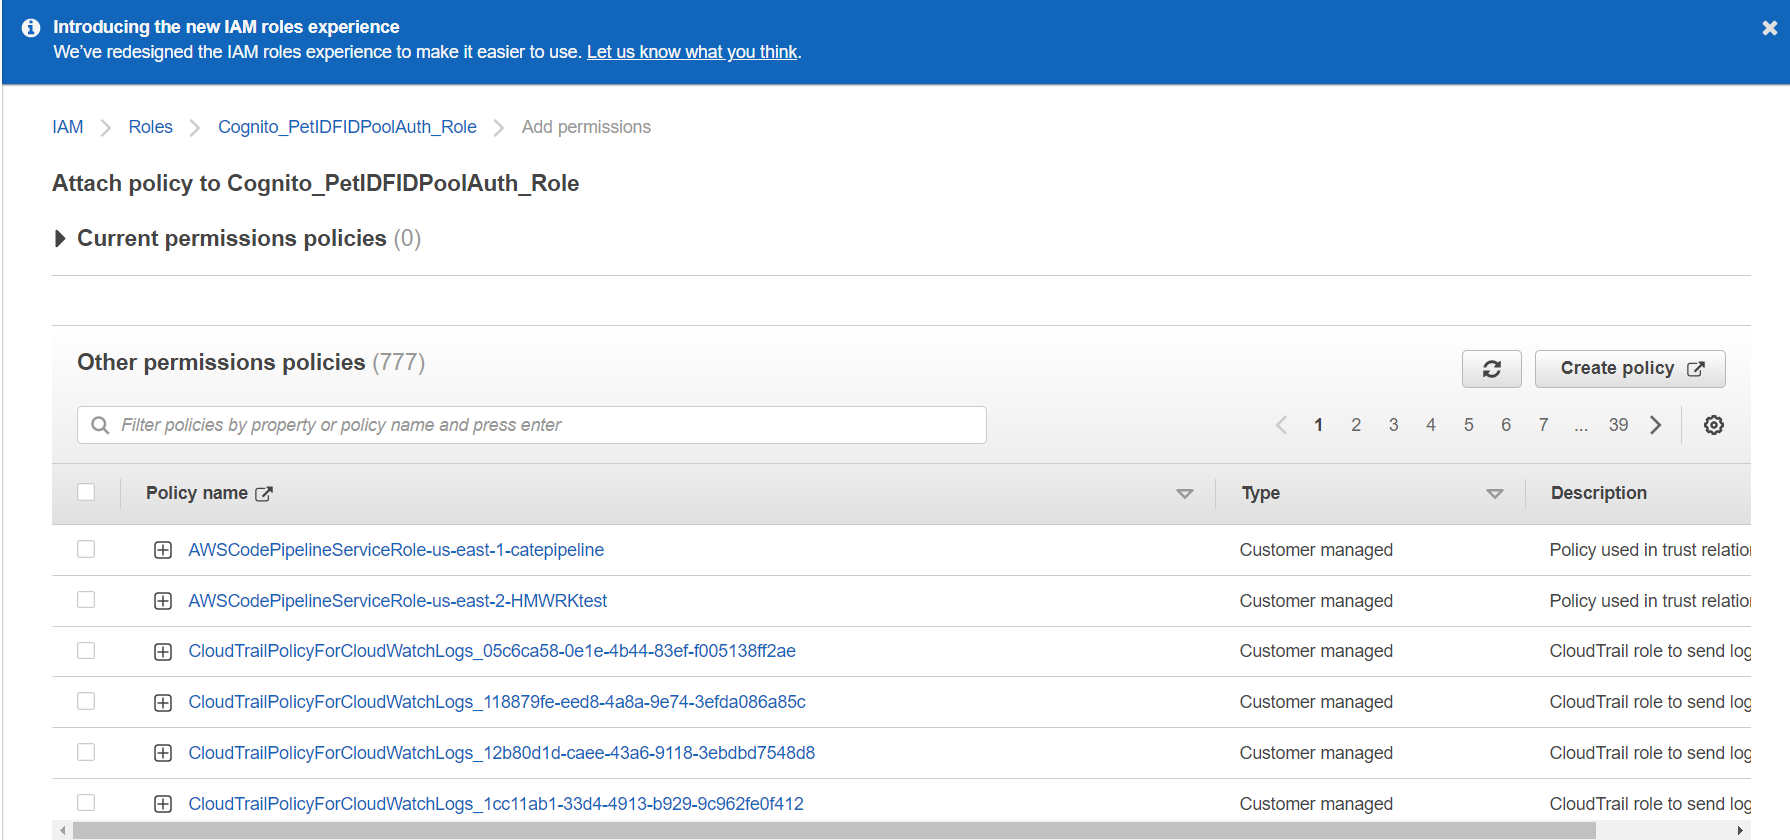 Introducing the new IAM roles experience
We've redesigned the IAM roles experience to make it easier to use. Let us know what you think.
IAM Roles Cognito_PetIDFIDPoolAuth_Role Add permissions
Attach policy to Cognito_PetIDFIDPoolAuth_Role
Current permissions policies (0)
Other permissions policies (777)
Create policy
Filter policies by property or policy name and press enter
1 2 3 4 5 6 7 ... 39
Policy name Type Description
AWSCodePipelineServiceRole-us-east-1-catepipeline Customer managed Policy used in trust relatio
AWSCodePipelineServiceRole-us-east-2-HMWRKtest Customer managed Policy used in trust relatio
CloudTrailPolicyForCloudWatchLogs_05c6ca58-0e1e-4b44-83ef-f005138ff2ae Customer managed CloudTrail role to send log
CloudTrailPolicyForCloudWatchLogs_118879fe-eed8-4a8a-9e74-3efda086a85c Customer managed CloudTrail role to send log
CloudTrailPolicyForCloudWatchLogs_12b80d1d-caee-43a6-9118-3ebdbd7548d8 Customer managed CloudTrail role to send log
CloudTrailPolicyForCloudWatchLogs_1cc11ab1-33d4-4913-b929-9c962fe0f412 Customer managed CloudTrail role to send log